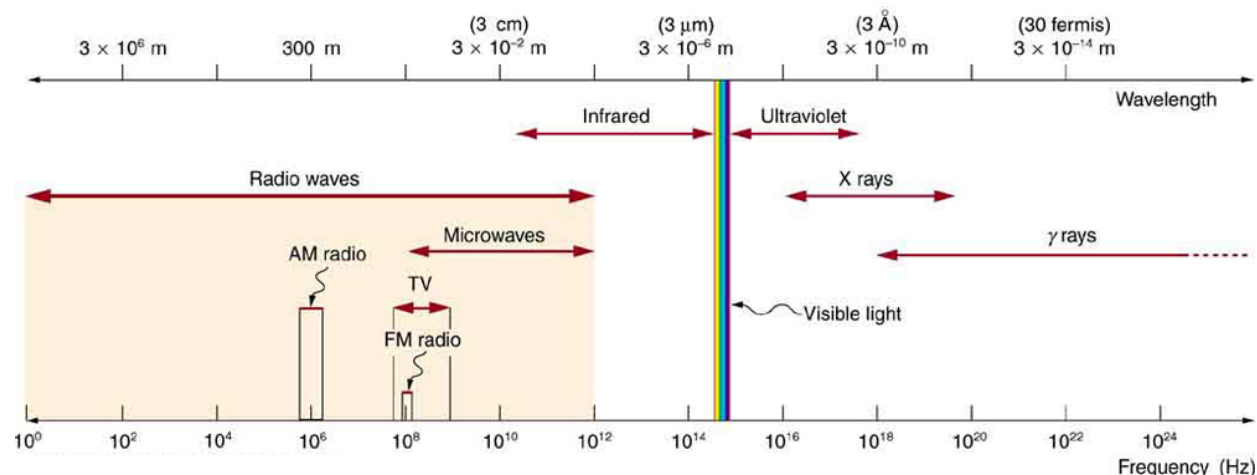 (3 cm) (3 μm) (3 Å) (30 fermis)
3 × 10⁶ m 300 m 3 × 10⁻² m 3 × 10⁻⁶ m 3 × 10⁻¹⁰ m 3 × 10⁻¹⁴ m
Wavelength
Infrared Ultraviolet
Radio waves X rays
Microwaves γ rays
AM radio
TV
Visible light
FM radio
10⁰ 10² 10⁴ 10⁶ 10⁸ 10¹⁰ 10¹² 10¹⁴ 10¹⁶ 10¹⁸ 10²⁰ 10²² 10²⁴
Frequency (Hz)